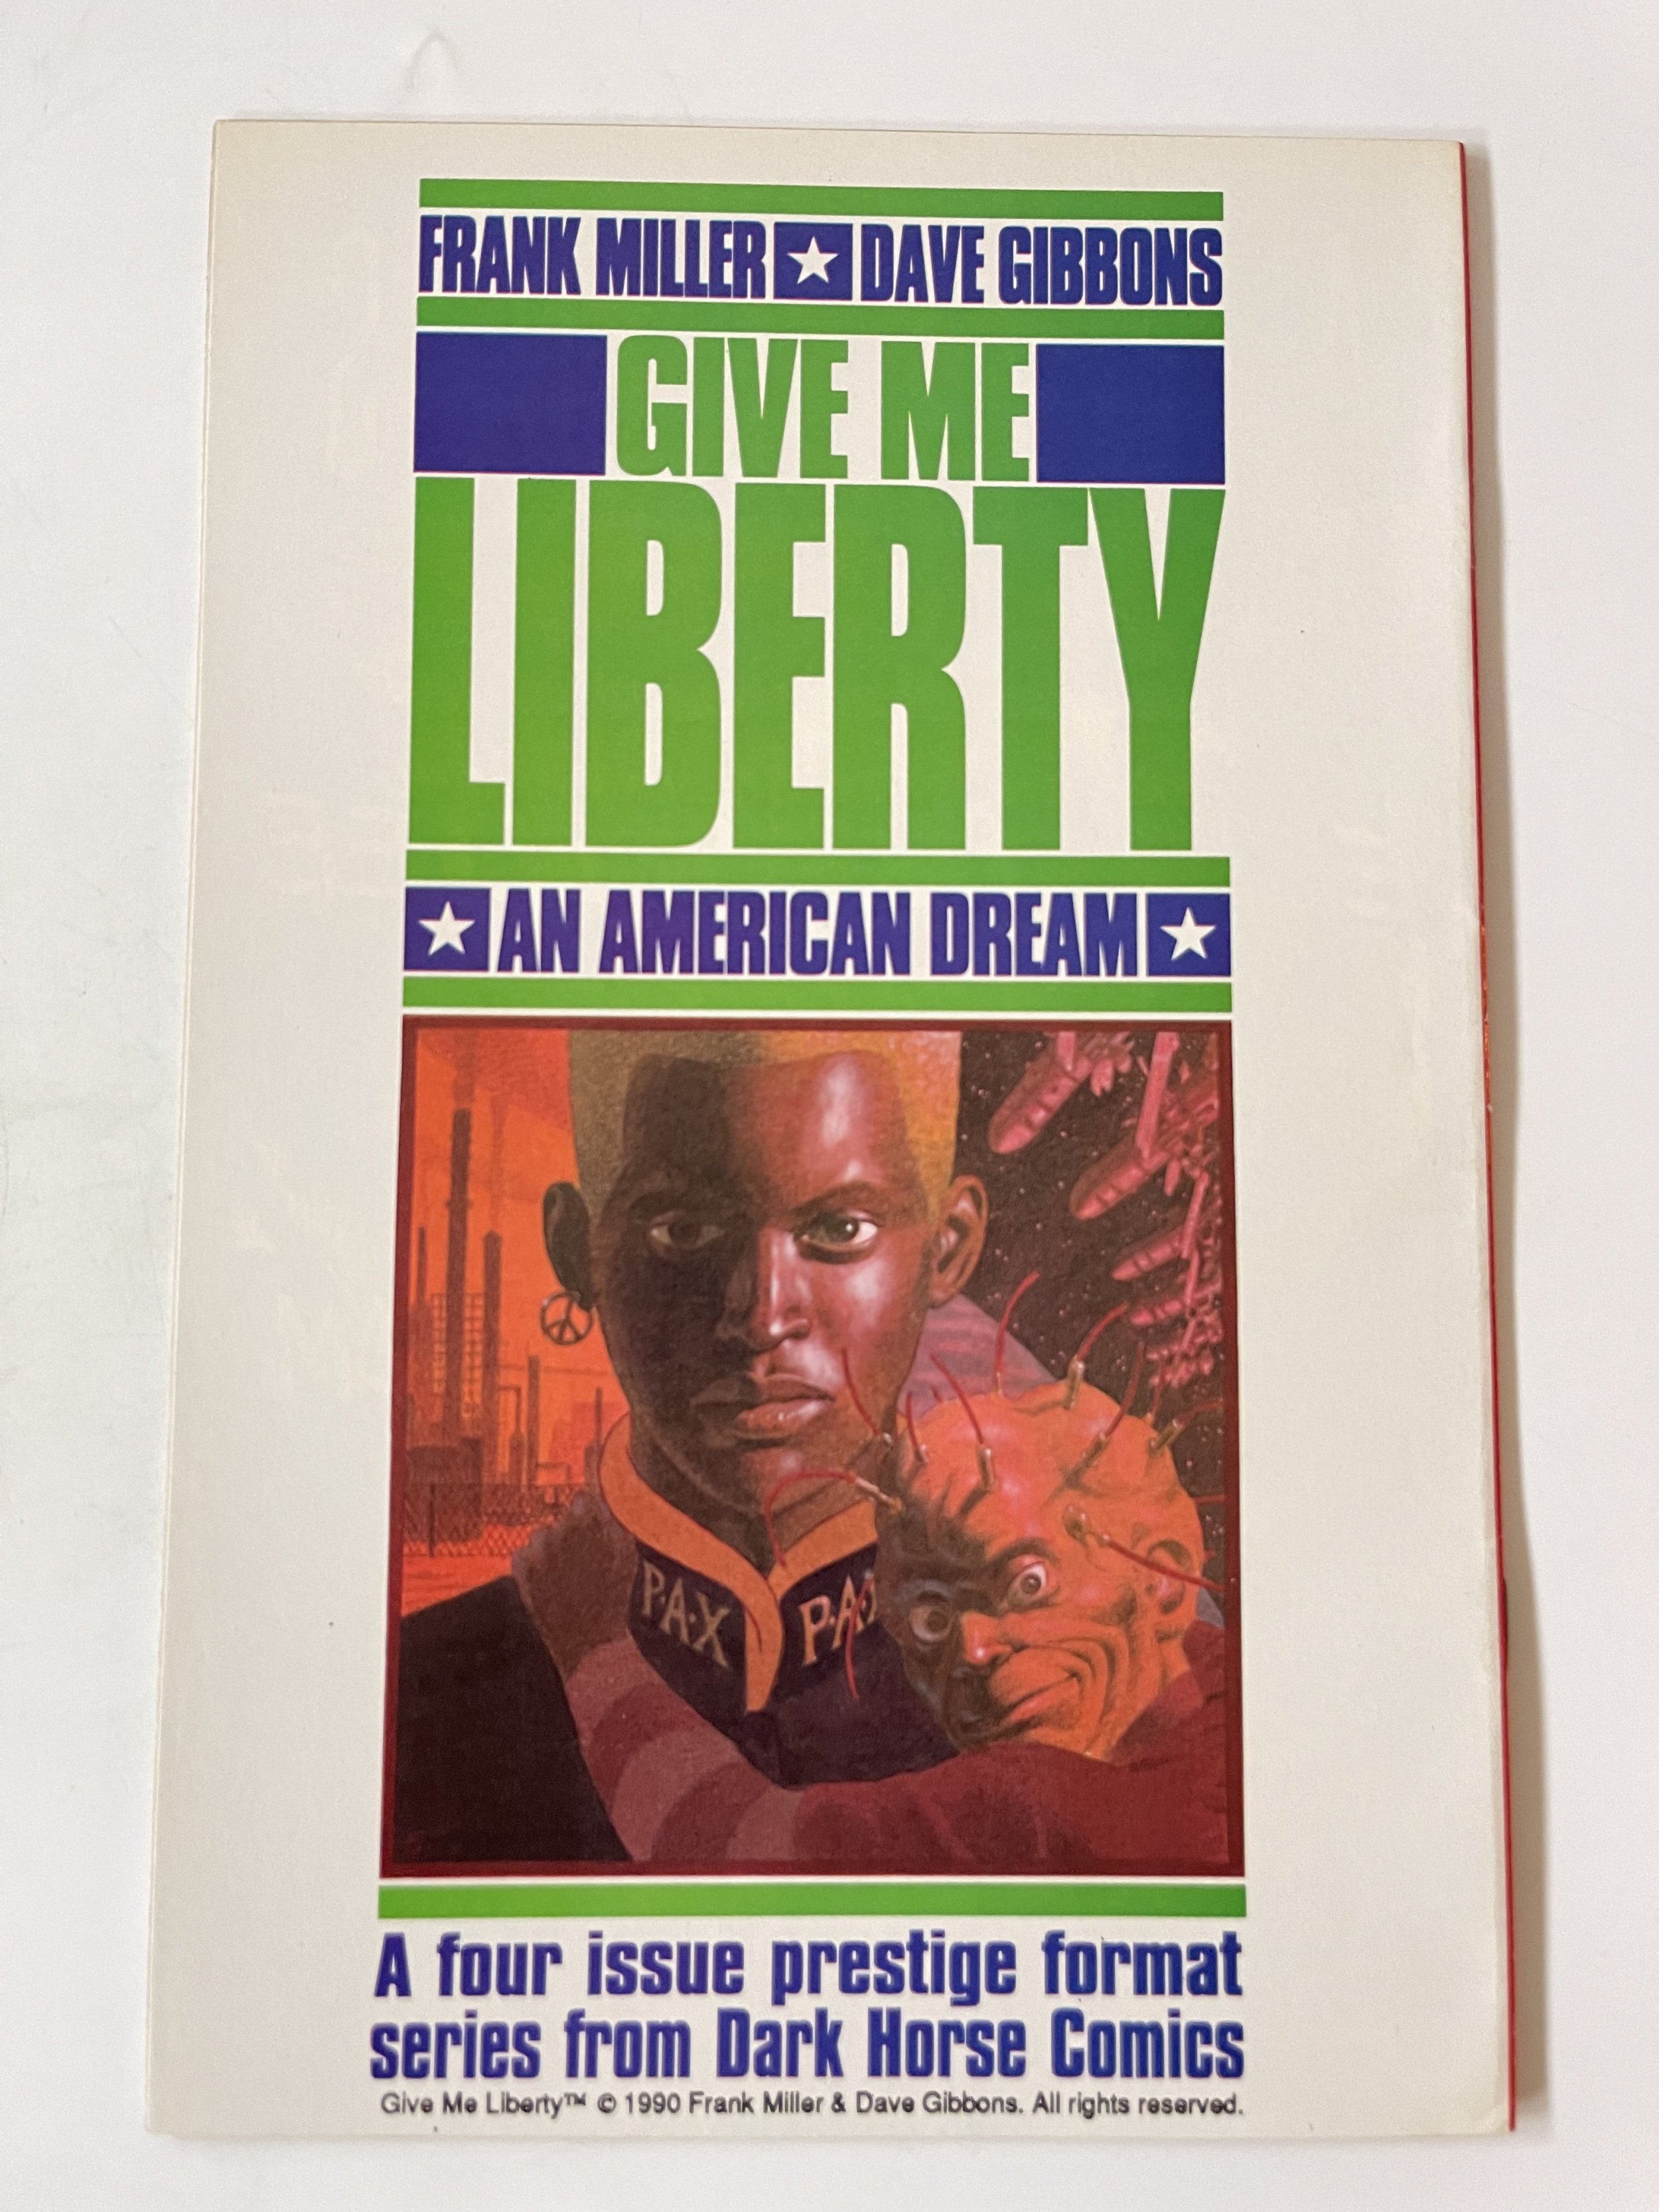 FRANK MILLER DAVE GIBBONS
GIVE ME
LIBERTY
AN AMERICAN DREAM
P·A·X P·A·X
A four issue prestige format
series from Dark Horse Comics
Give Me Liberty™ © 1990 Frank Miller & Dave Gibbons. All rights reserved.